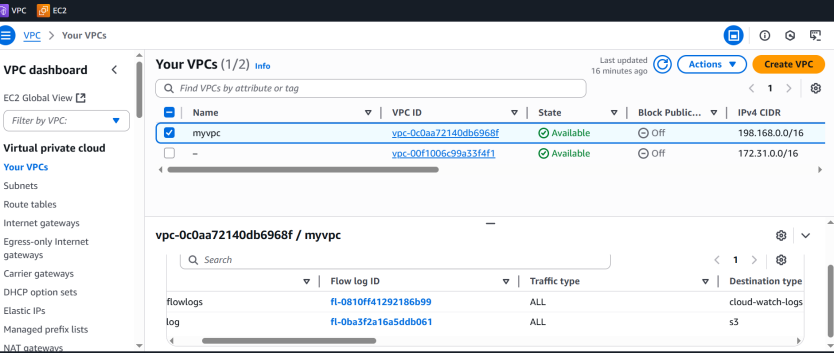 VPC EC2
VPC > Your VPCs
VPC dashboard
EC2 Global View
Filter by VPC:
Virtual private cloud
Your VPCs
Subnets
Route tables
Internet gateways
Egress-only Internet
gateways
Carrier gateways
DHCP option sets
Elastic IPs
Managed prefix lists
NAT gateways
Your VPCs (1/2) Info
Last updated
16 minutes ago
Actions
Create VPC
Find VPCs by attribute or tag
1
Name VPC ID State Block Public... IPv4 CIDR
myvpc vpc-0c0aa72140db6968f Available Off 198.168.0.0/16
– vpc-00f1006c99a33f4f1 Available Off 172.31.0.0/16
vpc-0c0aa72140db6968f / myvpc
Search
1
Flow log ID Traffic type Destination type
flowlogs fl-0810ff41292186b99 ALL cloud-watch-logs
log fl-0ba3f2a16a5ddb061 ALL s3